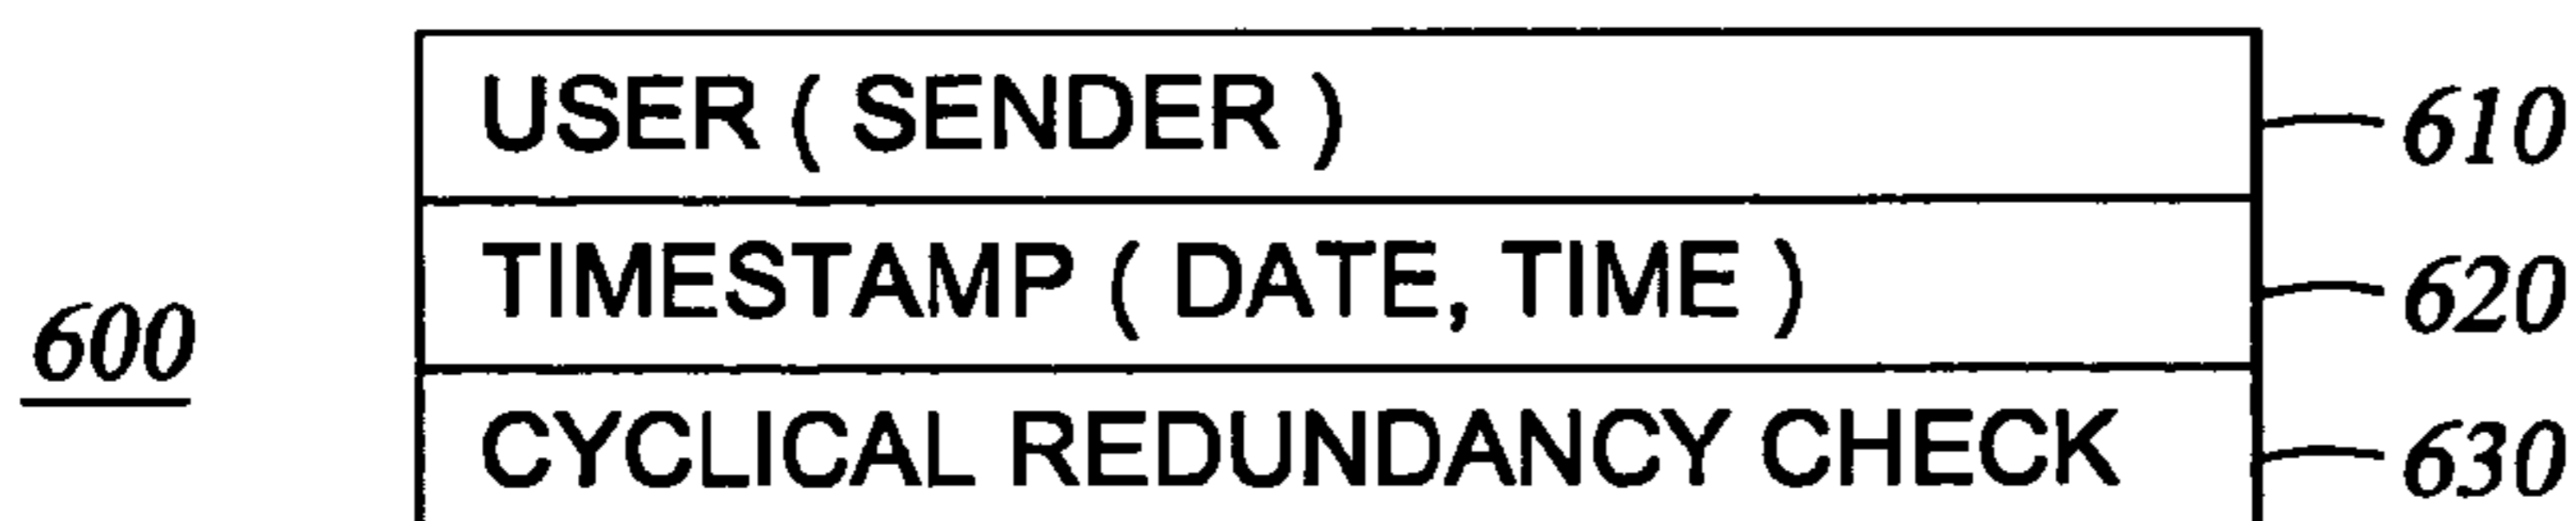 USER ( SENDER ) 610
TIMESTAMP ( DATE, TIME ) 620
600
CYCLICAL REDUNDANCY CHECK 630